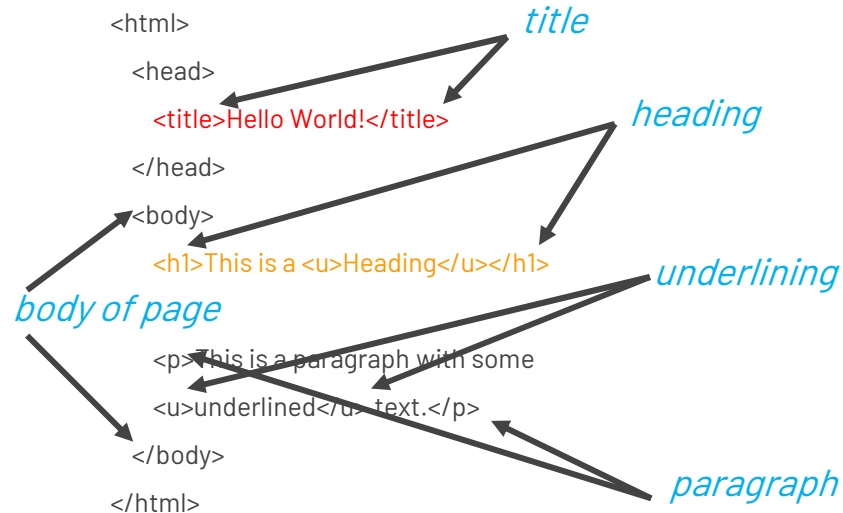 <html>
title
<head>
<title>Hello World!</title>
heading
</head>
<body>
<h1>This is a <u>Heading</u></h1>
underlining
body of page
<p>This is a paragraph with some
<u>underlined</u> text.</p>
</body>
paragraph
</html>